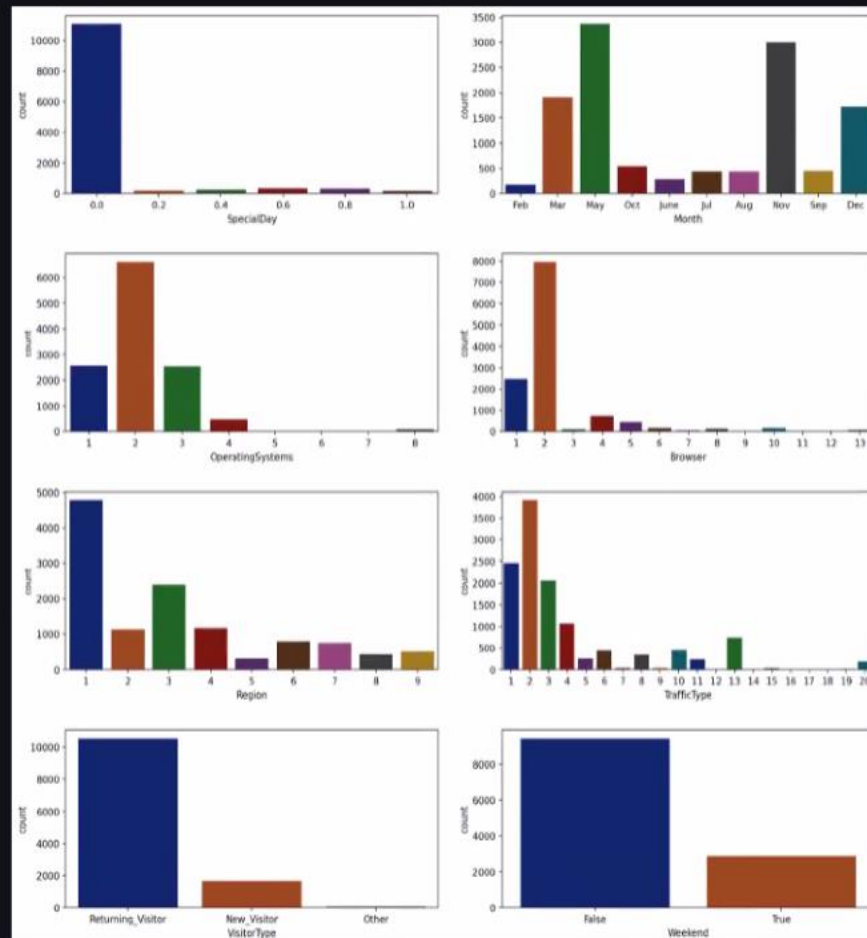 10000
8000
6000
4000
2000
0
count
0.0 0.2 0.4 0.6 0.8 1.0
SpecialDay
3500
3000
2500
2000
1500
1000
500
0
count
Feb Mar May Oct June Jul Aug Nov Sep Dec
Month
6000
5000
4000
3000
2000
1000
0
count
1 2 3 4 5 6 7 8
OperatingSystems
8000
7000
6000
5000
4000
3000
2000
1000
0
count
1 2 3 4 5 6 7 8 9 10 11 12 13
Browser
5000
4000
3000
2000
1000
0
count
1 2 3 4 5 6 7 8 9
Region
4000
3500
3000
2500
2000
1500
1000
500
0
count
1 2 3 4 5 6 7 8 9 10 11 12 13 14 15 16 17 18 19 20
TrafficType
10000
8000
6000
4000
2000
0
count
Returning_Visitor New_Visitor Other
VisitorType
8000
6000
4000
2000
0
count
False True
Weekend